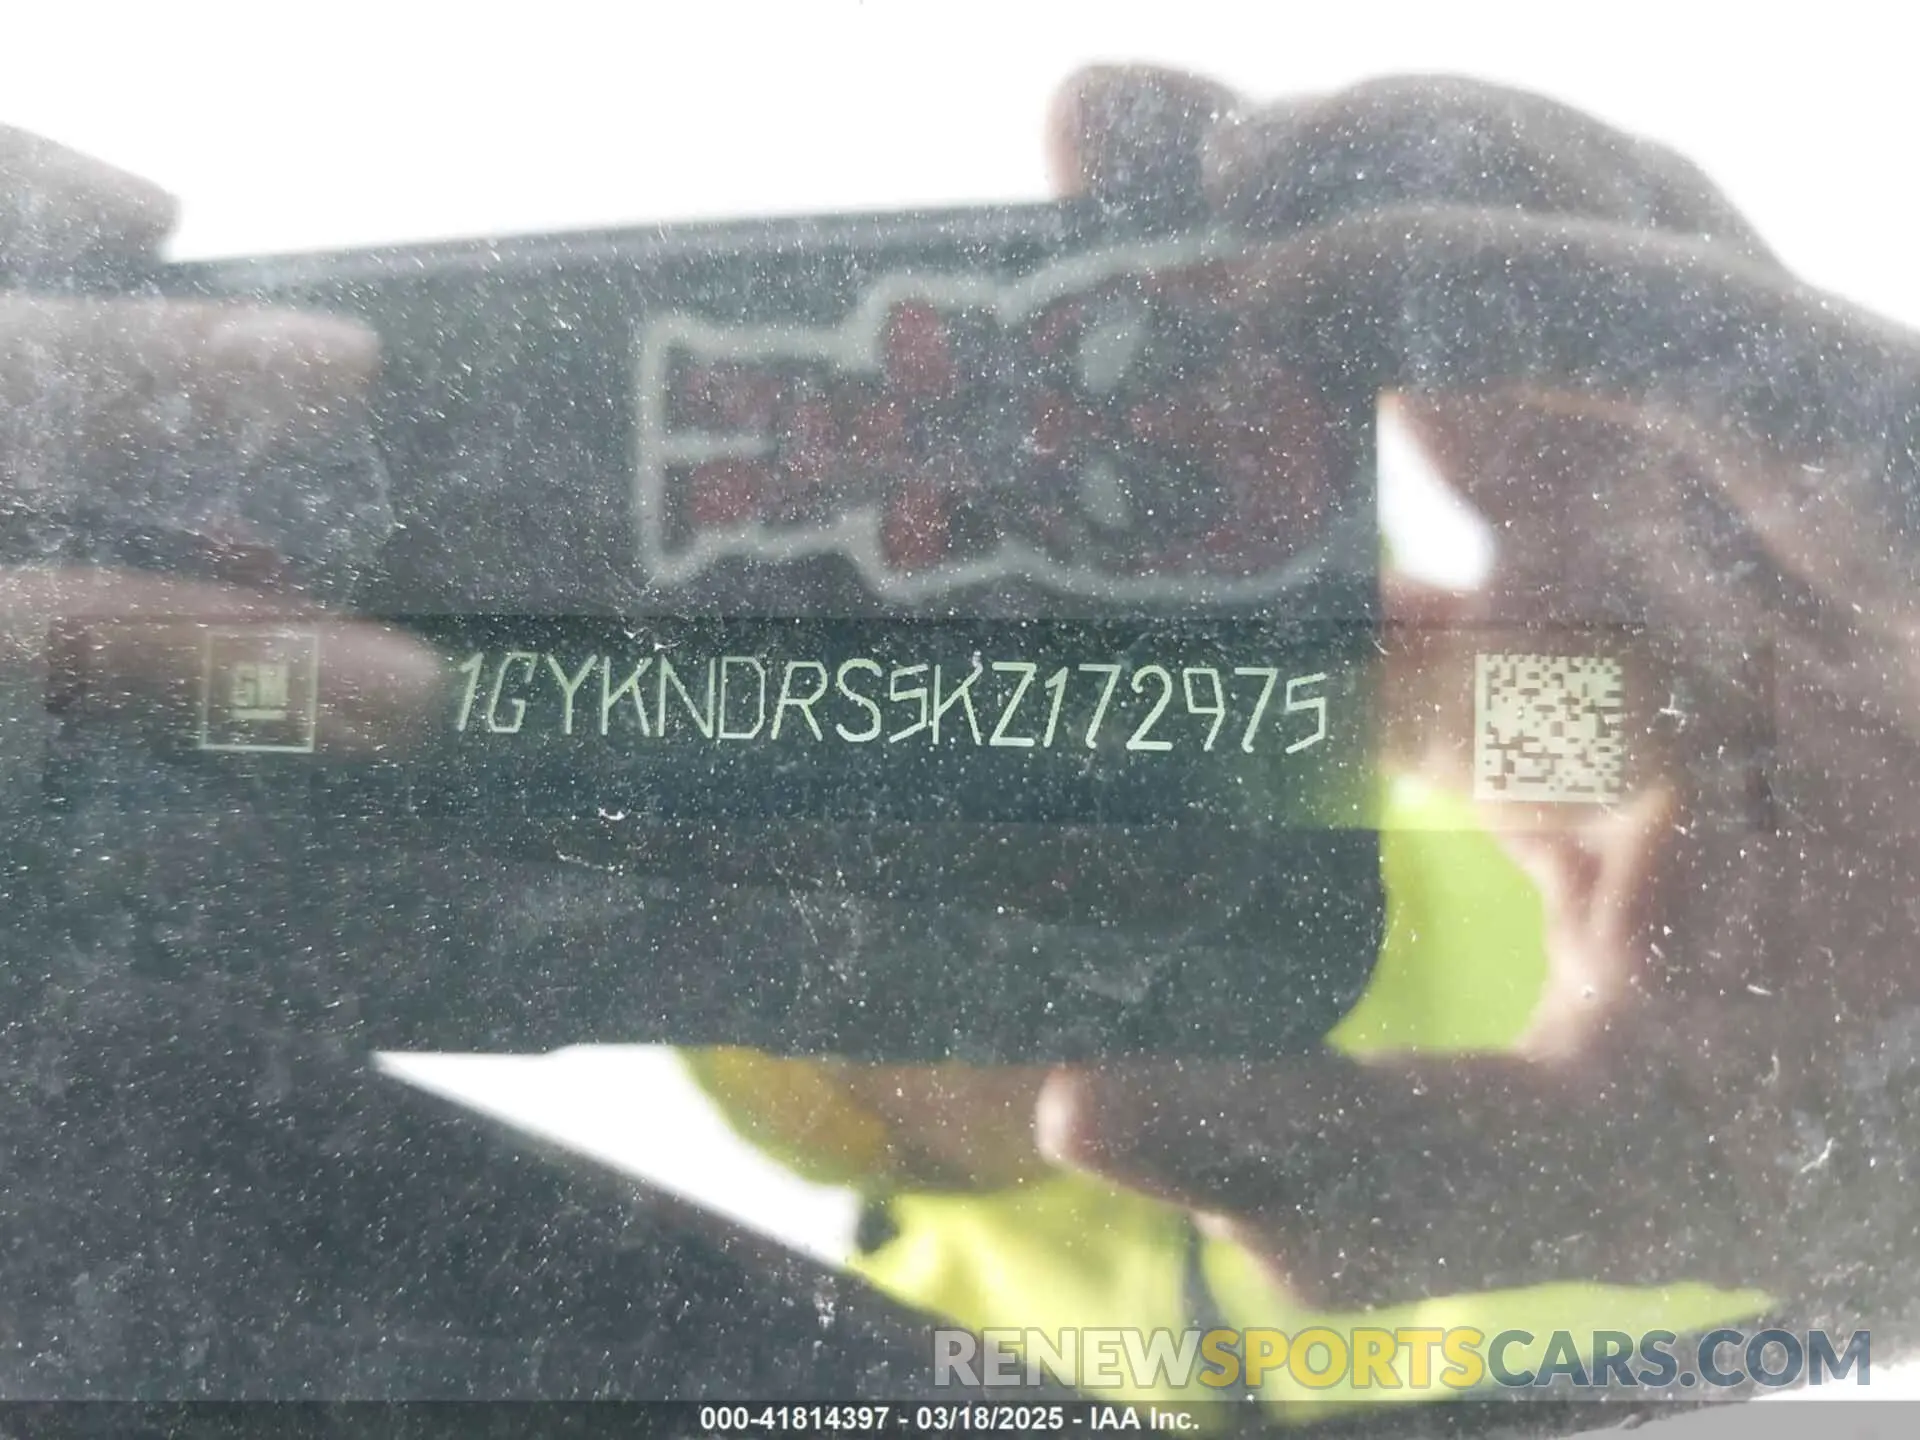 GM 1GYKNDRS5KZ172975
RENEWSPORTSCARS.COM
000-41814397 - 03/18/2025 - IAA Inc.